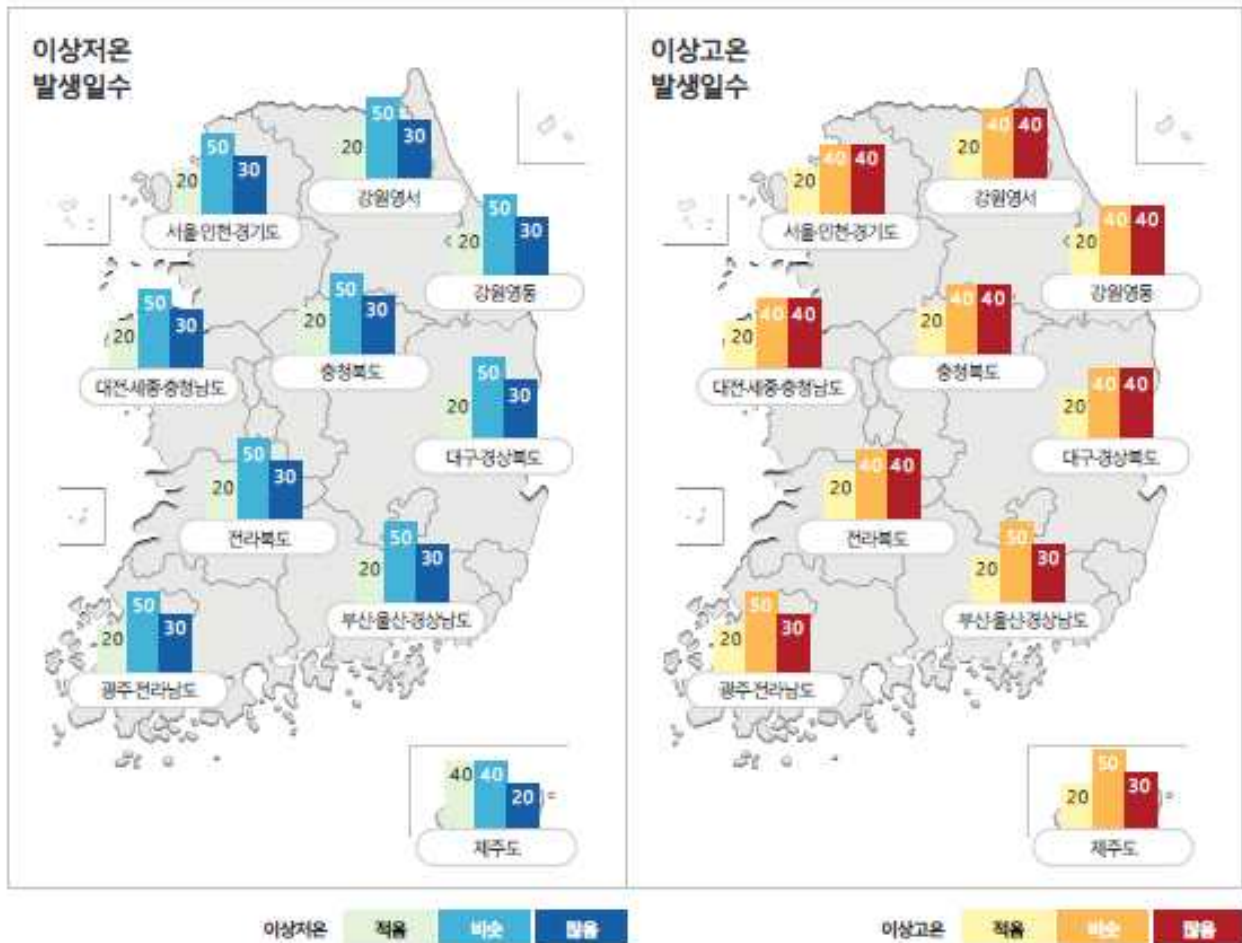 이상저온
발생일수
20 50 30
강원영서
20 50 30
서울·인천·경기도
20 50 30
강원영동
20 50 30
충청북도
20 50 30
대전·세종·충청남도
20 50 30
대구·경상북도
20 50 30
전라북도
20 50 30
부산·울산·경상남도
20 50 30
광주·전라남도
40 40 20
제주도
이상저온 적음 비슷 많음
이상고온
발생일수
20 40 40
강원영서
20 40 40
서울·인천·경기도
20 40 40
강원영동
20 40 40
충청북도
20 40 40
대전·세종·충청남도
20 40 40
대구·경상북도
20 40 40
전라북도
20 50 30
부산·울산·경상남도
20 50 30
광주·전라남도
20 50 30
제주도
이상고온 적음 비슷 많음